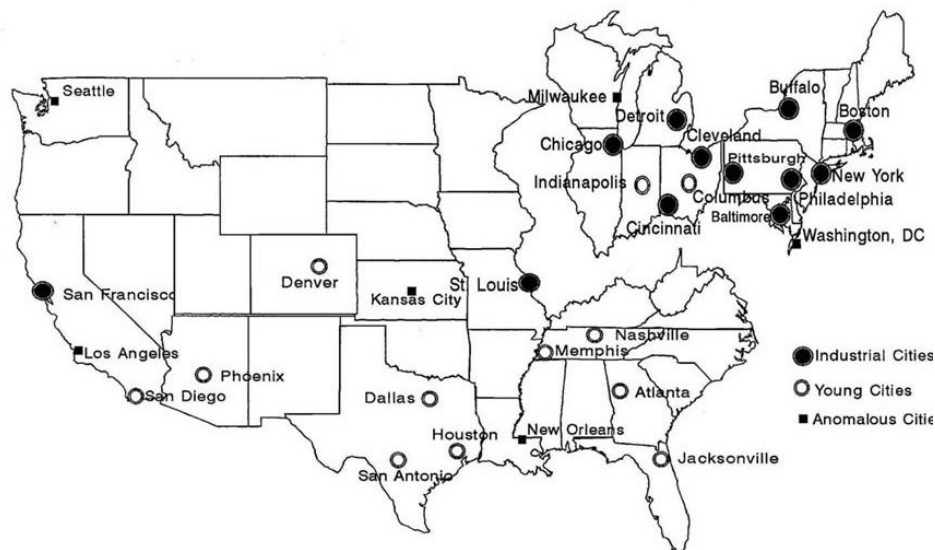 Seattle
Milwaukee
Buffalo
Detroit
Boston
Cleveland
Chicago
Pittsburgh
New York
Indianapolis
Columbus
Philadelphia
Baltimore
Cincinnati
Washington, DC
Denver
St. Louis
San Francisco
Kansas City
Nashville
Los Angeles
Memphis
Industrial Cities
Phoenix
Young Cities
San Diego
Dallas
Atlanta
Anomalous Citie
New Orleans
Houston
Jacksonville
San Antonio